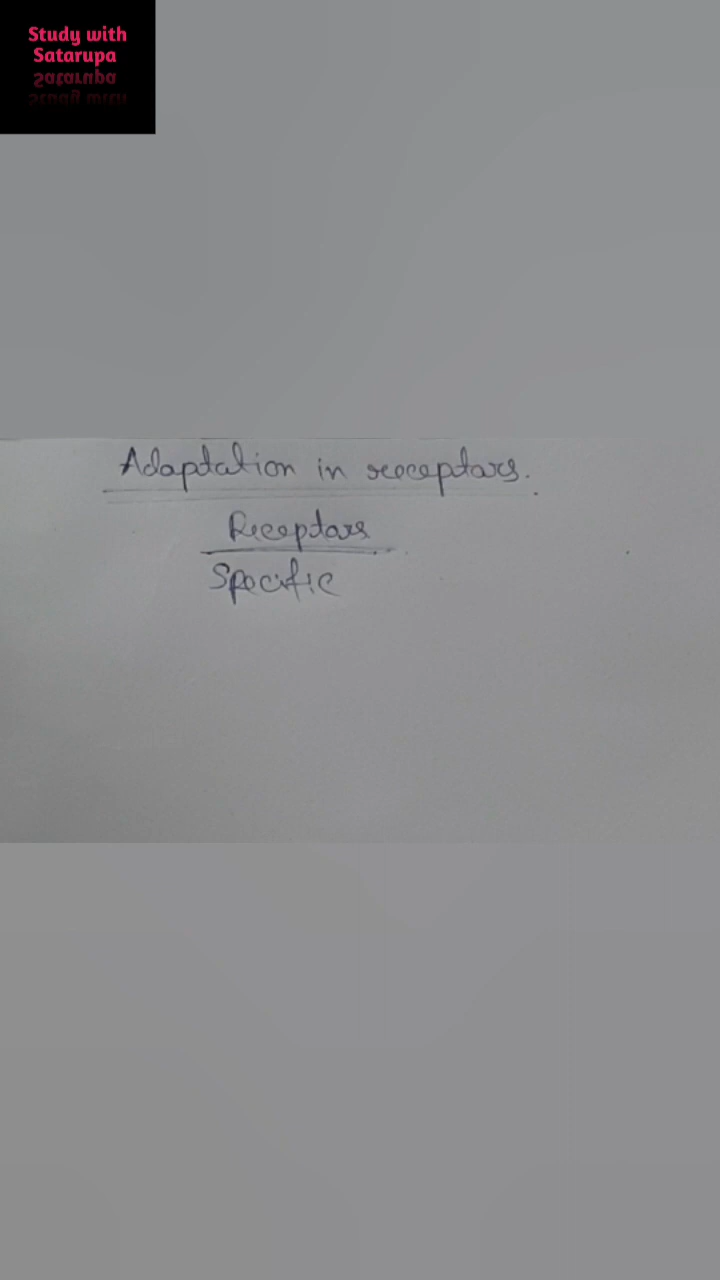 Study with
Satarupa
Adaptation in receptors.
Receptors
Specific